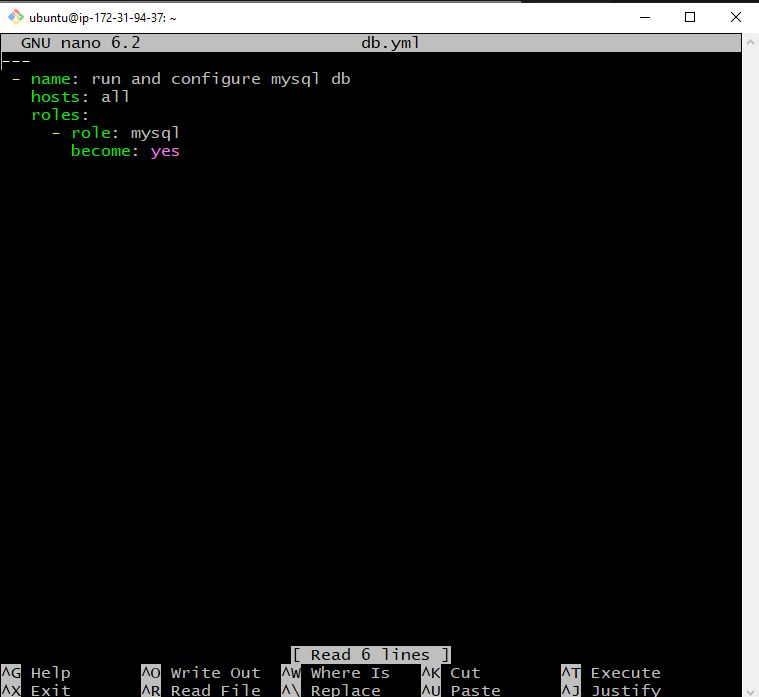 ubuntu@ip-172-31-94-37: ~
GNU nano 6.2 db.yml
---
- name: run and configure mysql db
hosts: all
roles:
- role: mysql
become: yes
[ Read 6 lines ]
^G Help ^O Write Out ^W Where Is ^K Cut ^T Execute
^X Exit ^R Read File ^\ Replace ^U Paste ^J Justify